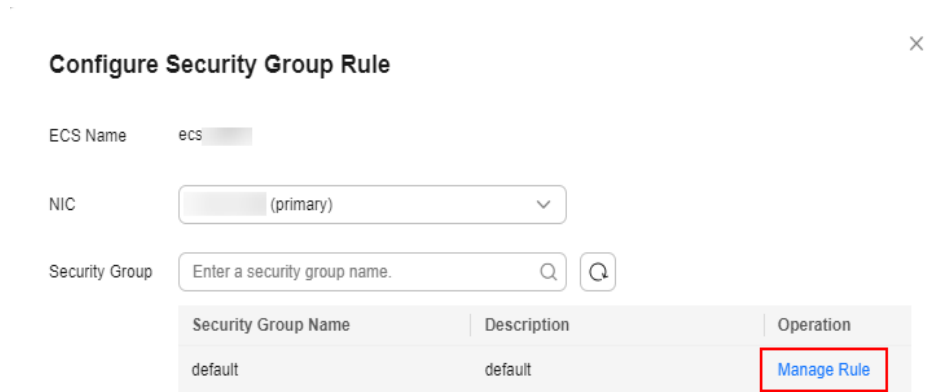 Configure Security Group Rule
ECS Name ecs
NIC (primary)
Security Group Enter a security group name.
Security Group Name Description Operation
default default Manage Rule